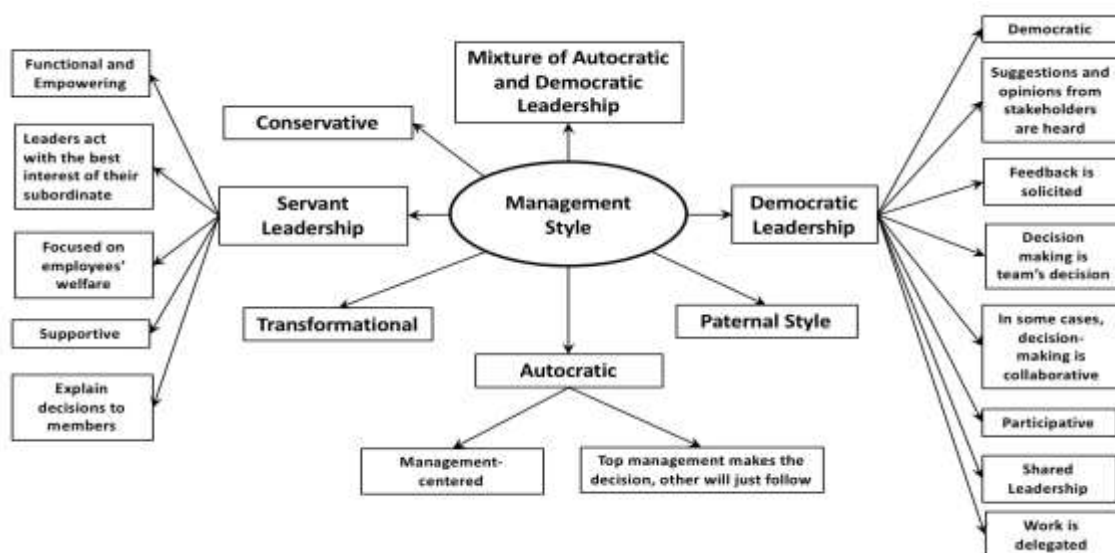 Functional and
Empowering
Leaders act
with the best
interest of their
subordinate
Focused on
employees'
welfare
Supportive
Explain
decisions to
members
Conservative
Servant
Leadership
Transformational
Mixture of Autocratic
and Democratic
Leadership
Management
Style
Autocratic
Management-
centered
Top management makes the
decision, other will just follow
Paternal Style
Democratic
Leadership
Democratic
Suggestions and
opinions from
stakeholders
are heard
Feedback is
solicited
Decision
making is
team's decision
In some cases,
decision-
making is
collaborative
Participative
Shared
Leadership
Work is
delegated